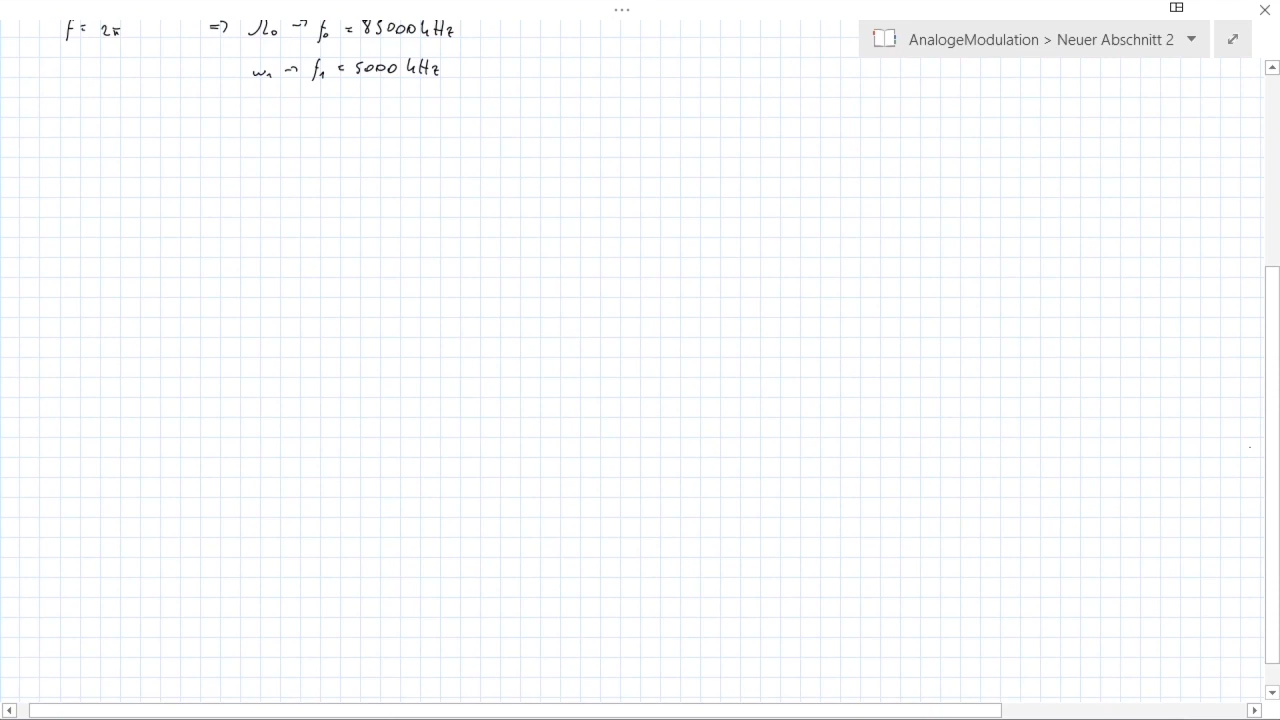 AnalogeModulation > Neuer Abschnitt 2
f = 2π => Ω₀ → f₀ = 85000 kHz
ω₁ → f₁ = 5000 kHz